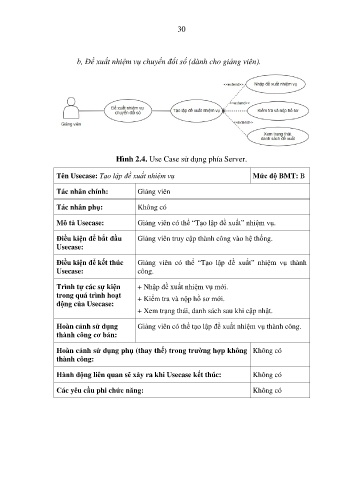 30
b, Đề xuất nhiệm vụ chuyển đổi số (dành cho giảng viên).
Giảng viên
Đề xuất nhiệm vụ
chuyển đổi số
Tạo lập đề xuất nhiệm vụ
<<extend>>
Nhập đề xuất nhiệm vụ
<<extend>>
Kiểm tra và nộp hồ sơ
<<extend>>
Xem trạng thái,
danh sách đề xuất
Hình 2.4. Use Case sử dụng phía Server.
Tên Usecase: Tạo lập đề xuất nhiệm vụ
Mức độ BMT: B
Tác nhân chính:
Giảng viên
Tác nhân phụ:
Không có
Mô tả Usecase:
Giảng viên có thể “Tạo lập đề xuất” nhiệm vụ.
Điều kiện để bắt đầu
Usecase:
Giảng viên truy cập thành công vào hệ thống.
Điều kiện để kết thúc
Usecase:
Giảng viên có thể “Tạo lập đề xuất” nhiệm vụ thành
công.
Trình tự các sự kiện
trong quá trình hoạt
động của Usecase:
+ Nhập đề xuất nhiệm vụ mới.
+ Kiểm tra và nộp hồ sơ mới.
+ Xem trạng thái, danh sách sau khi cập nhật.
Hoàn cảnh sử dụng
thành công cơ bản:
Giảng viên có thể tạo lập đề xuất nhiệm vụ thành công.
Hoàn cảnh sử dụng phụ (thay thế) trong trường hợp không
thành công:
Không có
Hành động liên quan sẽ xảy ra khi Usecase kết thúc:
Không có
Các yêu cầu phi chức năng:
Không có